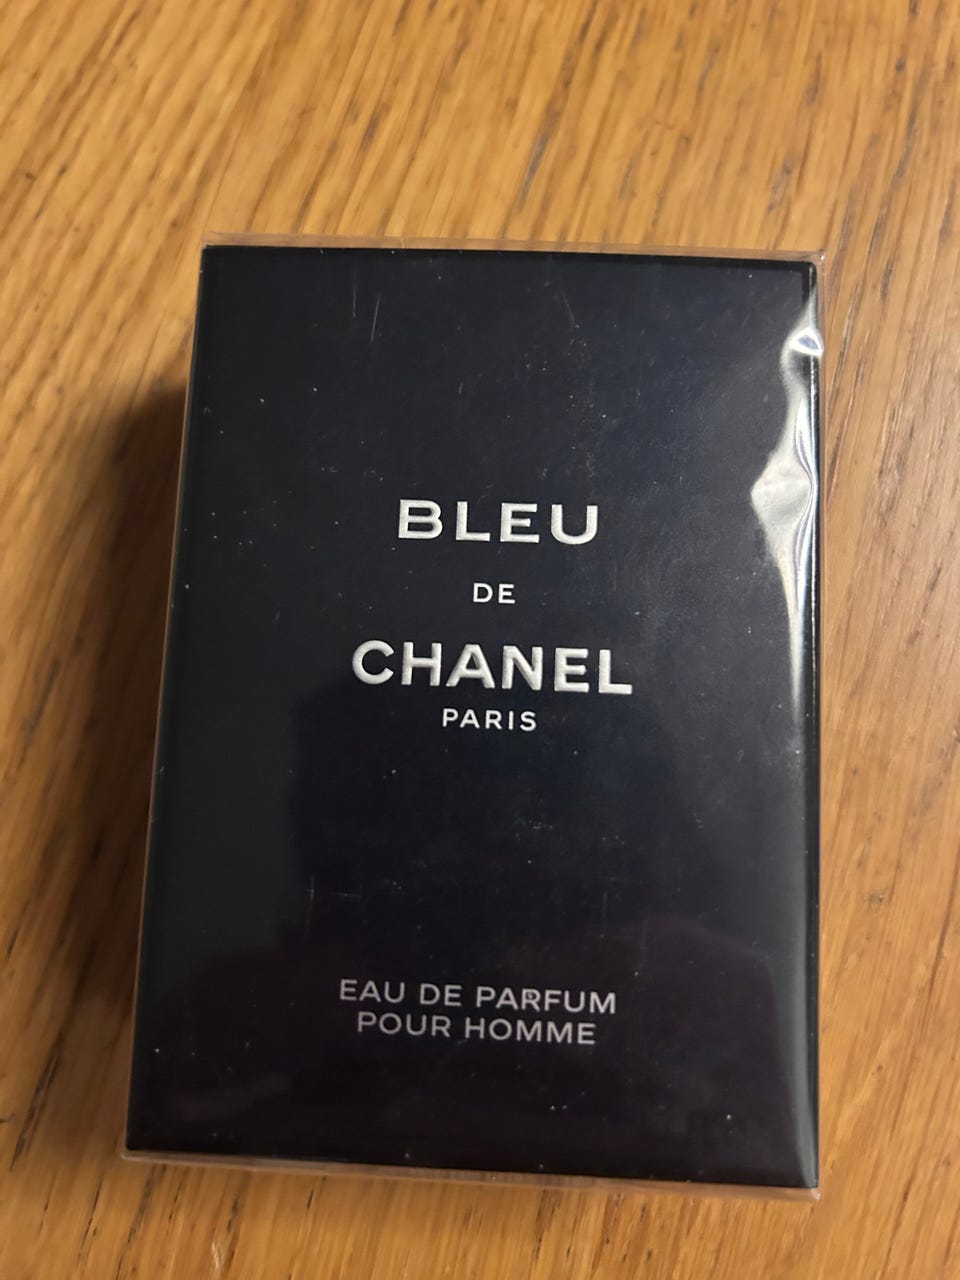 BLEU
DE
CHANEL
PARIS
EAU DE PARFUM
POUR HOMME